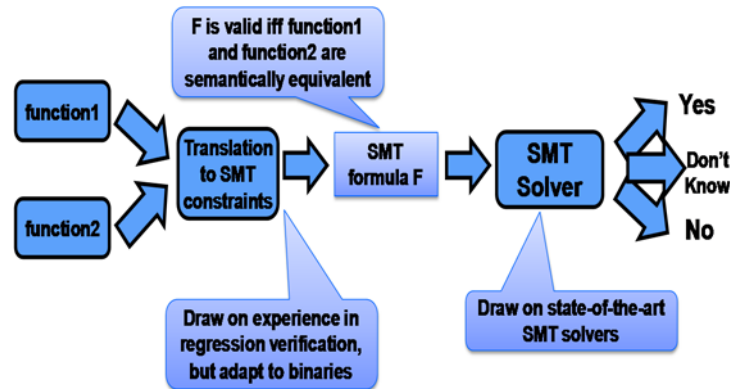 F is valid iff function1
and function2 are
semantically equivalent
function1
function2
Translation
to SMT
constraints
SMT
formula F
SMT
Solver
Yes
Don't
Know
No
Draw on experience in
regression verification,
but adapt to binaries
Draw on state-of-the-art
SMT solvers